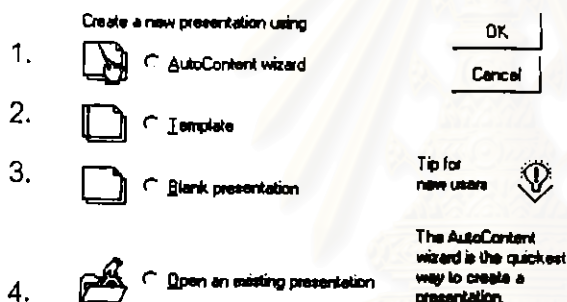 Create a new presentation using
OK
1. AutoContent wizard
Cancel
2. Template
3. Blank presentation
Tip for
new users
The AutoContent
wizard is the quickest
way to create a
presentation.
4. Open an existing presentation